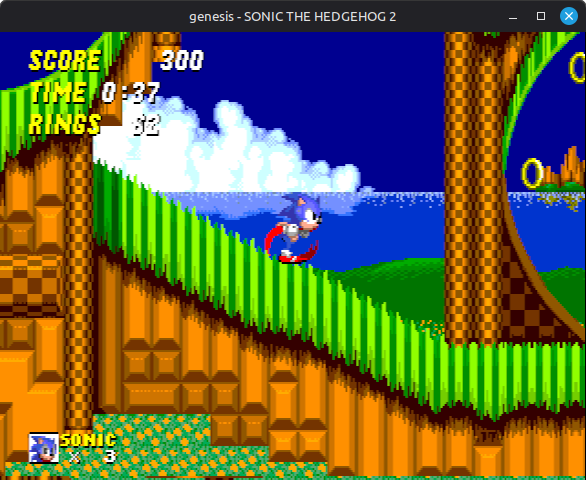 genesis - SONIC THE HEDGEHOG 2
SCORE 300
TIME 0:37
RINGS 62
SONIC
× 3